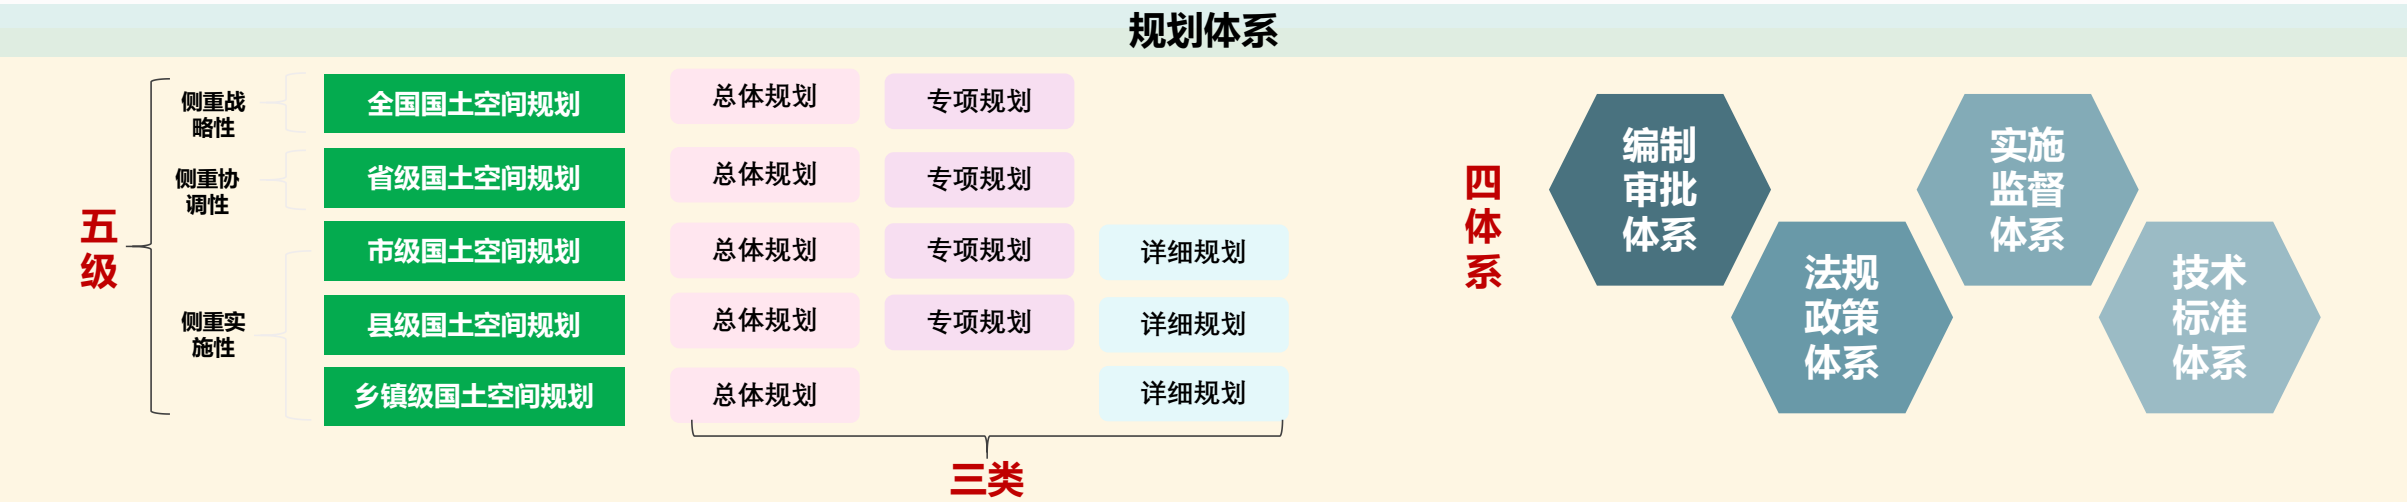 规划体系
五
级
侧重战
略性
全国国土空间规划
总体规划
专项规划
侧重协
调性
省级国土空间规划
总体规划
专项规划
侧重实
施性
市级国土空间规划
总体规划
专项规划
详细规划
县级国土空间规划
总体规划
专项规划
详细规划
乡镇级国土空间规划
总体规划
详细规划
三类
四
体
系
编制
审批
体系
法规
政策
体系
实施
监督
体系
技术
标准
体系